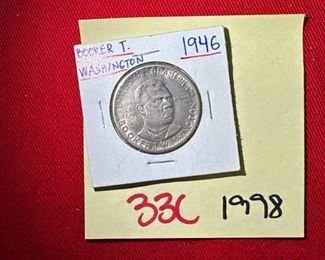 BOOKER T. 1946
WASHINGTON
BOOKER T. WASHINGTON
33C 1998